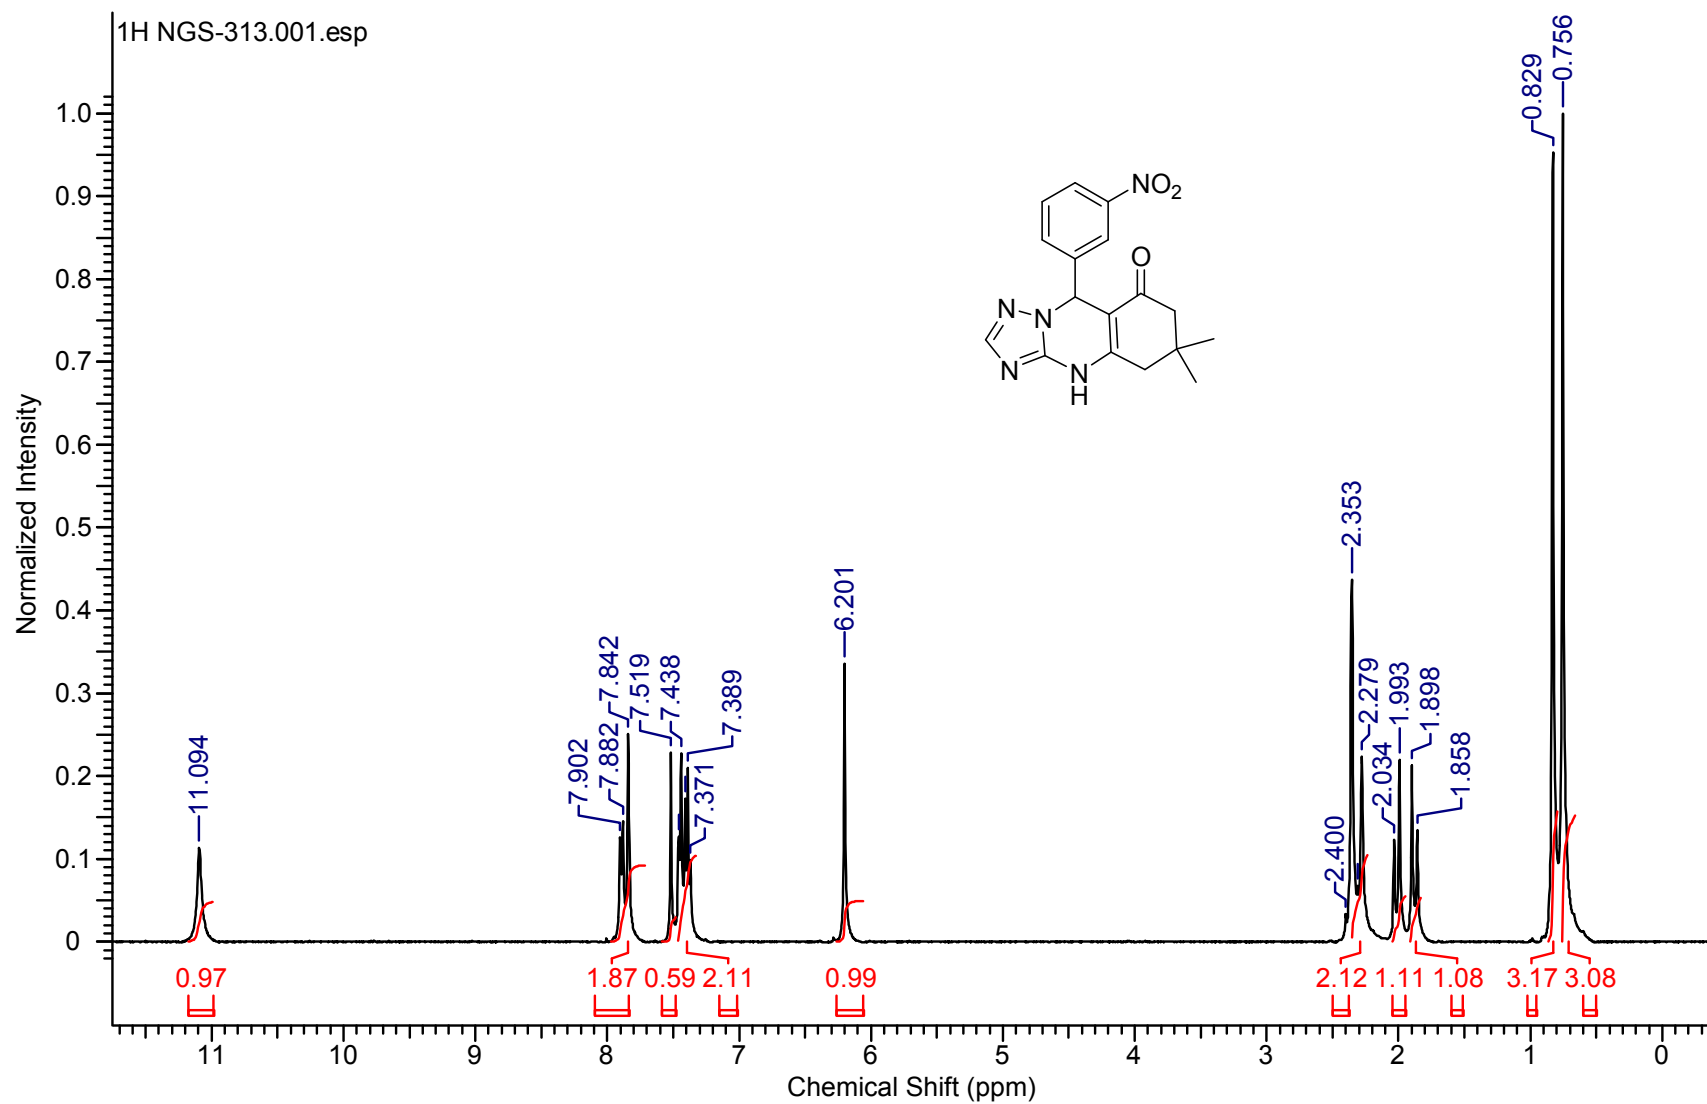 1H NGS-313.001.esp
0.756
0.829
1.0
0.9
0.8
0.7
0.6
0.5
0.4
0.3
0.2
0.1
0
Normalized Intensity
NO2
O
N
N
N
N
H
11.094
7.902
7.882
7.842
7.519
7.438
7.389
7.371
6.201
2.400
2.353
2.279
2.034
1.993
1.898
1.858
0.97 1.87 0.59 2.11 0.99 2.12 1.11 1.08 3.17 3.08
11 10 9 8 7 6 5 4 3 2 1 0
Chemical Shift (ppm)